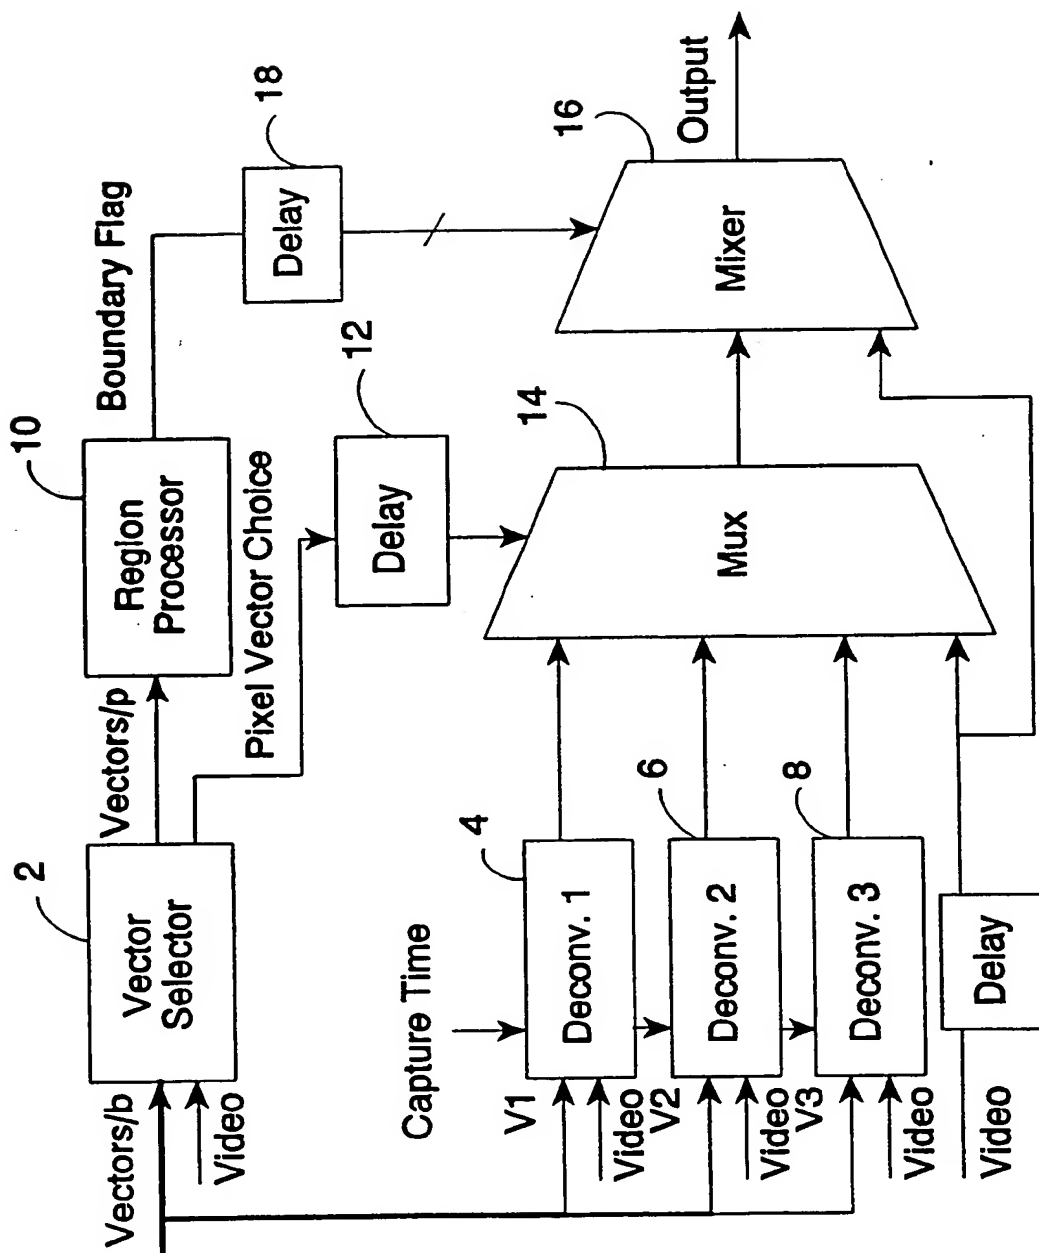 Vectors/b
Video
2
Vector
Selector
Vectors/p
10
Region
Processor
Boundary Flag
18
Delay
Pixel Vector Choice
12
Delay
Capture Time
V1
Video
4
Deconv. 1
V2
Video
6
Deconv. 2
V3
Video
8
Deconv. 3
Video
Delay
14
Mux
16
Mixer
Output